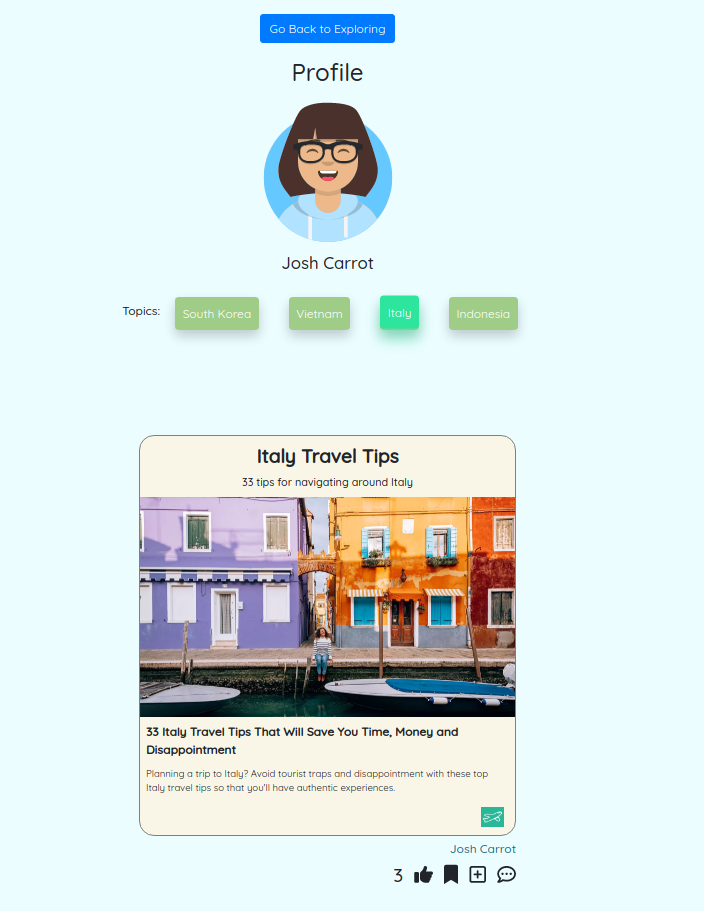 Go Back to Exploring
Profile
Josh Carrot
Topics: South Korea Vietnam Italy Indonesia
Italy Travel Tips
33 tips for navigating around Italy
33 Italy Travel Tips That Will Save You Time, Money and
Disappointment
Planning a trip to Italy? Avoid tourist traps and disappointment with these top
Italy travel tips so that you'll have authentic experiences.
Josh Carrot
3